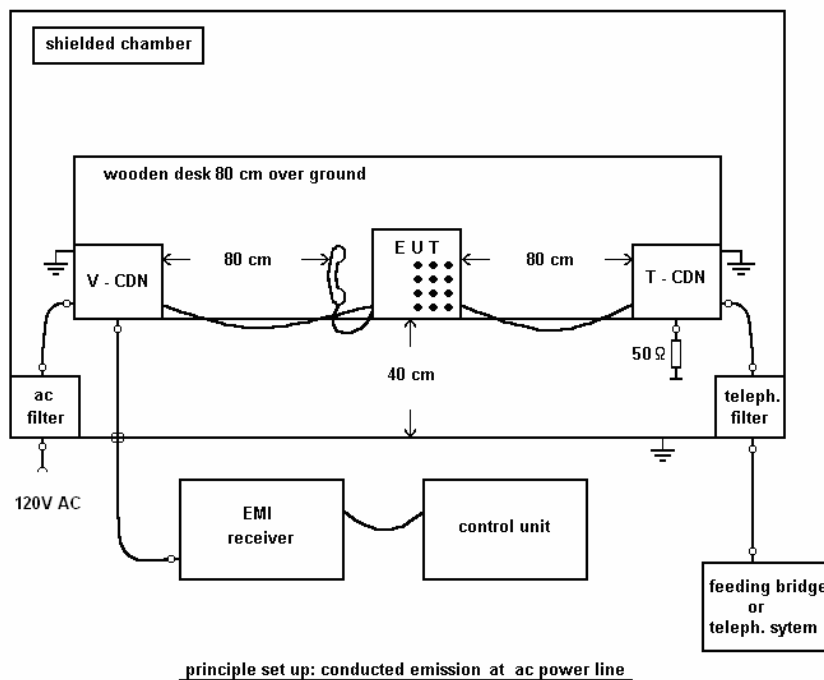 shielded chamber
wooden desk 80 cm over ground
E U T
80 cm
80 cm
V - CDN
T - CDN
50 Ω
40 cm
ac
filter
teleph.
filter
120V AC
EMI
receiver
control unit
feeding bridge
or
teleph. sytem
principle set up: conducted emission at ac power line